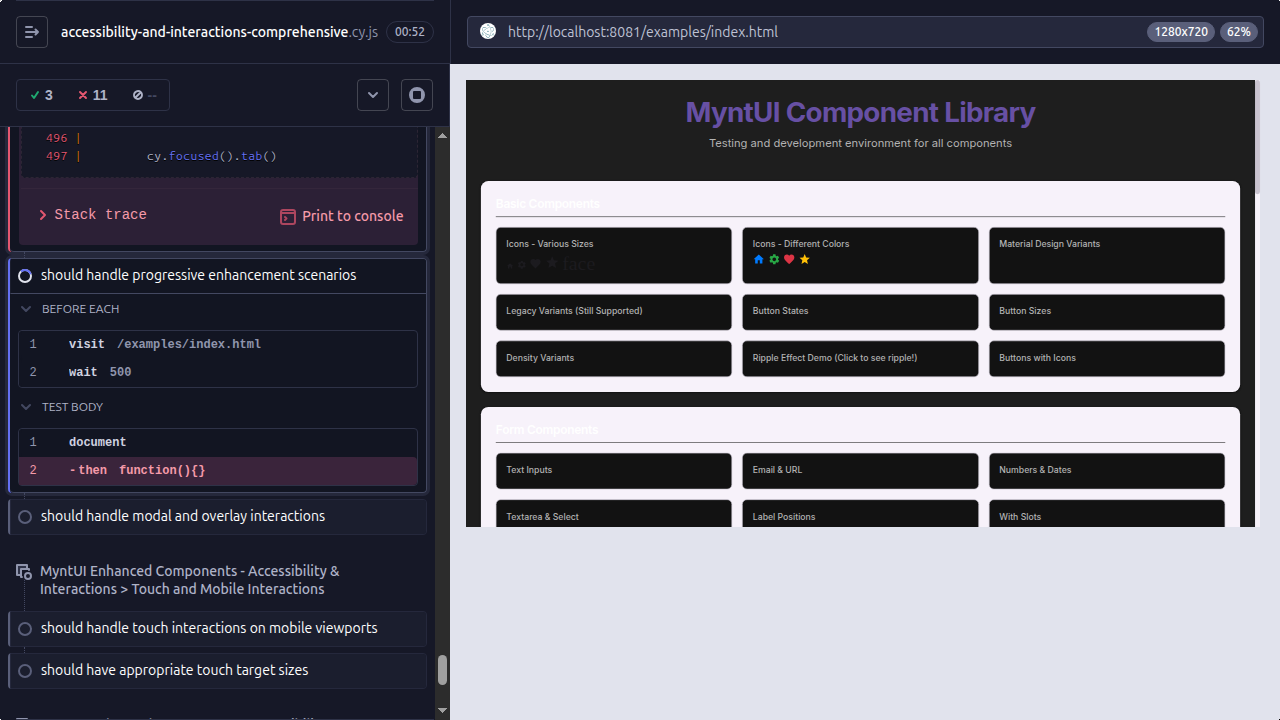 accessibility-and-interactions-comprehensive.cy.js 00:52
3 11 --
496 |
497 | cy.focused().tab()
Stack trace
Print to console
should handle progressive enhancement scenarios
BEFORE EACH
1 visit /examples/index.html
2 wait 500
TEST BODY
1 document
2 -then function(){}
should handle modal and overlay interactions
MyntUI Enhanced Components - Accessibility &
Interactions > Touch and Mobile Interactions
should handle touch interactions on mobile viewports
should have appropriate touch target sizes
http://localhost:8081/examples/index.html 1280x720 62%
MyntUI Component Library
Testing and development environment for all components
Basic Components
Icons - Various Sizes
face
Icons - Different Colors
Material Design Variants
Legacy Variants (Still Supported)
Button States
Button Sizes
Density Variants
Ripple Effect Demo (Click to see ripple!)
Buttons with Icons
Form Components
Text Inputs
Email & URL
Numbers & Dates
Textarea & Select
Label Positions
With Slots